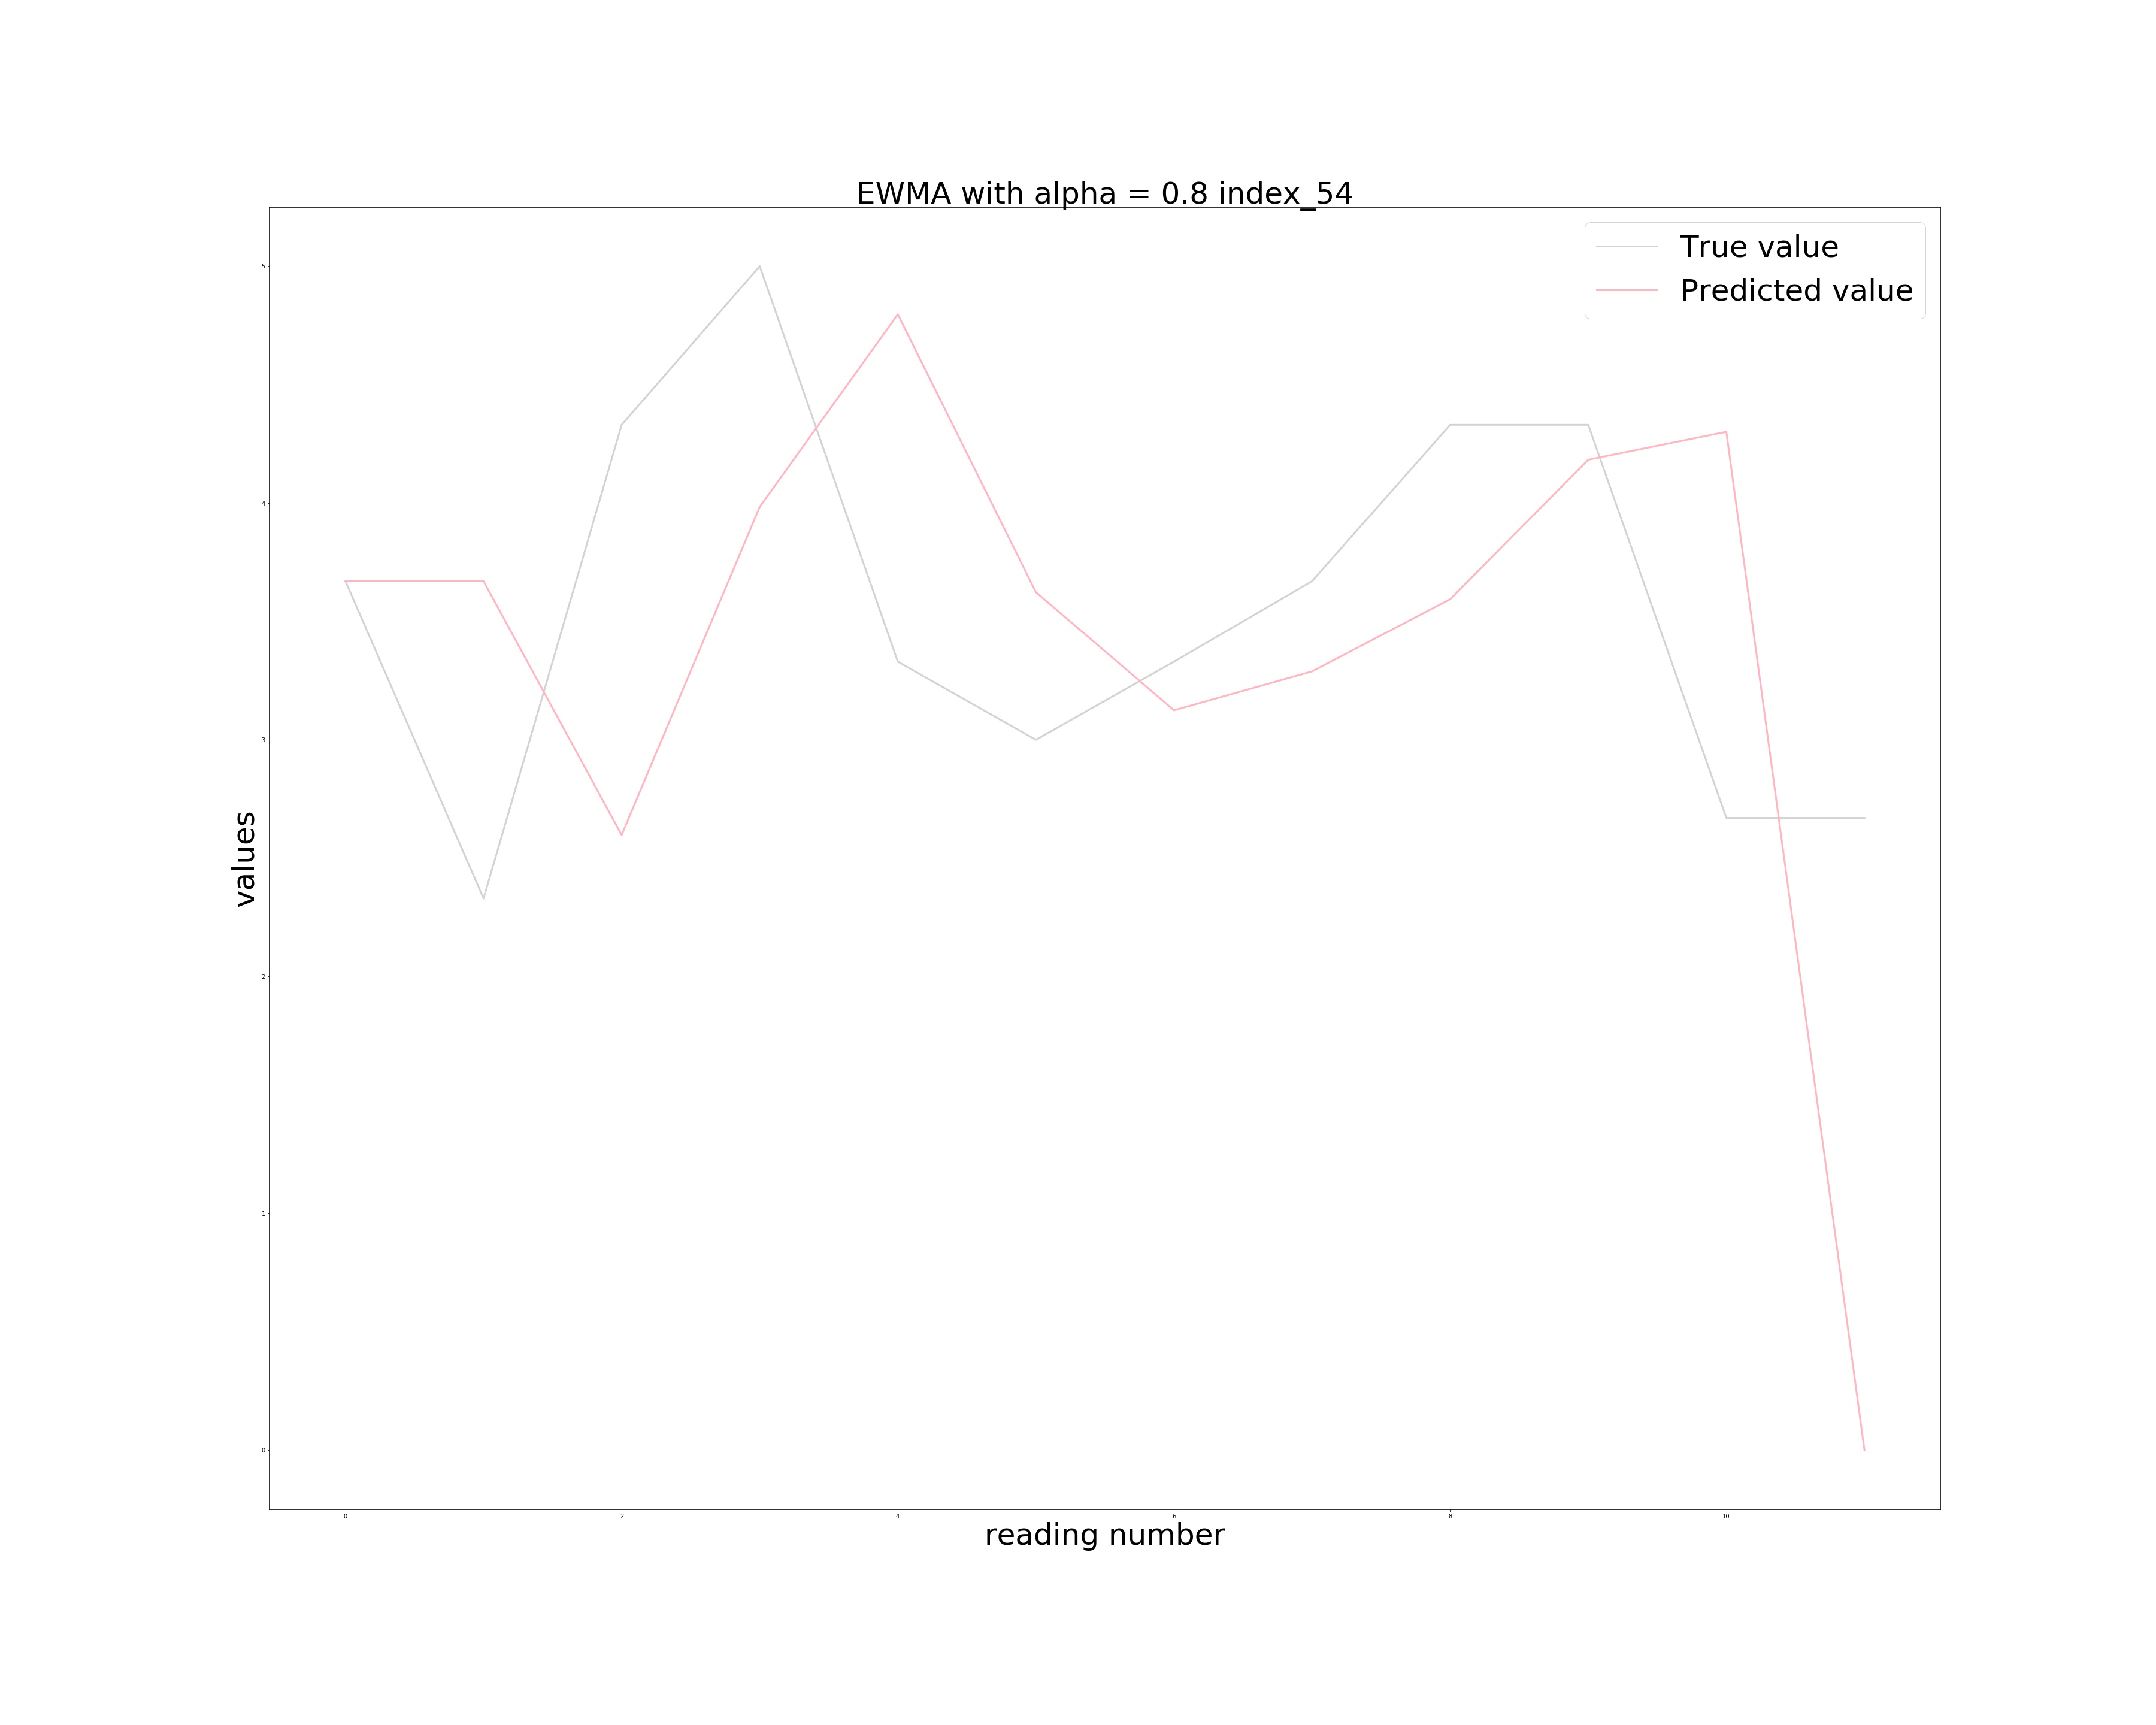 EWMA with alpha = 0.8 index_54
True value
Predicted value
5
4
3
2
1
0
values
0 2 4 6 8 10
reading number